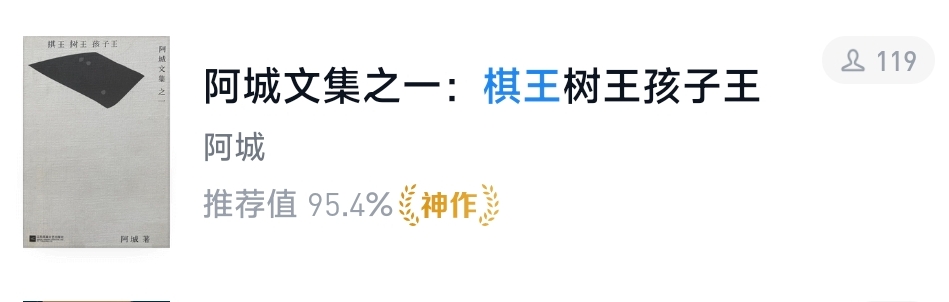 棋王 树王 孩子王
阿城文集之一
阿城 著
阿城文集之一：棋王树王孩子王
119
阿城
推荐值 95.4% 神作